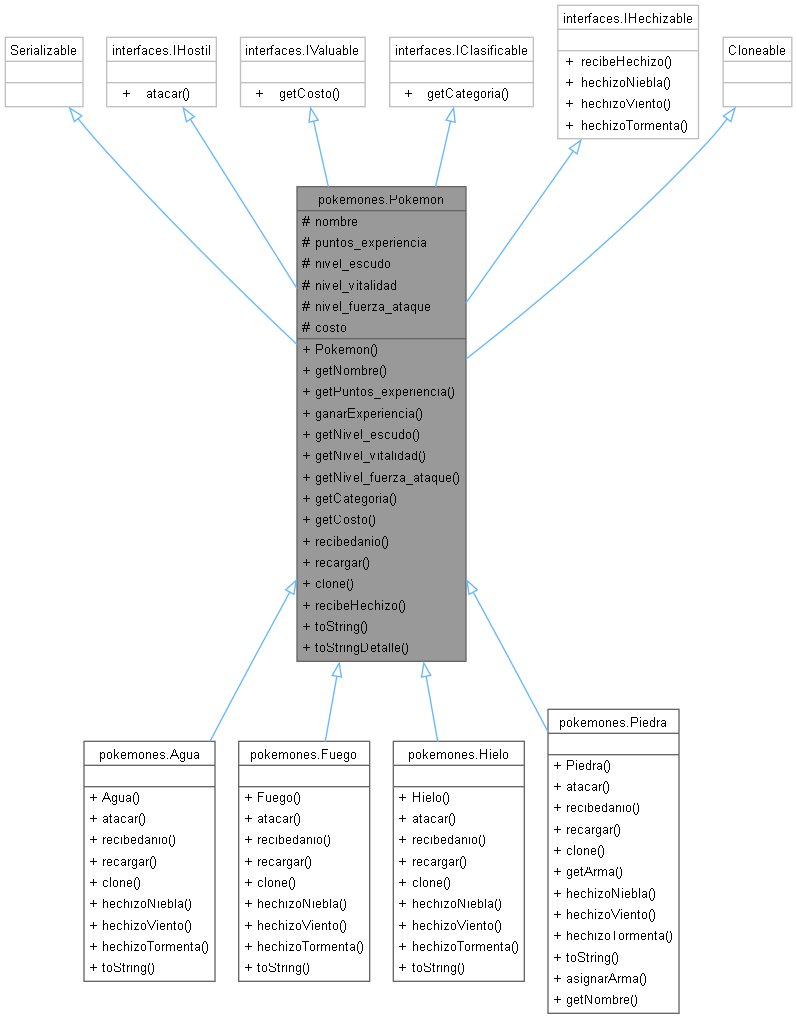 Serializable
interfaces.IHostil
+ atacar()
interfaces.IValuable
+ getCosto()
interfaces.IClasificable
+ getCategoria()
interfaces.IHechizable
+ recibeHechizo()
+ hechizoNiebla()
+ hechizoViento()
+ hechizoTormenta()
Cloneable
pokemones.Pokemon
# nombre
# puntos_experiencia
# nivel_escudo
# nivel_vitalidad
# nivel_fuerza_ataque
# costo
+ Pokemon()
+ getNombre()
+ getPuntos_experiencia()
+ ganarExperiencia()
+ getNivel_escudo()
+ getNivel_vitalidad()
+ getNivel_fuerza_ataque()
+ getCategoria()
+ getCosto()
+ recibedanio()
+ recargar()
+ clone()
+ recibeHechizo()
+ toString()
+ toStringDetalle()
pokemones.Agua
+ Agua()
+ atacar()
+ recibedanio()
+ recargar()
+ clone()
+ hechizoNiebla()
+ hechizoViento()
+ hechizoTormenta()
+ toString()
pokemones.Fuego
+ Fuego()
+ atacar()
+ recibedanio()
+ recargar()
+ clone()
+ hechizoNiebla()
+ hechizoViento()
+ hechizoTormenta()
+ toString()
pokemones.Hielo
+ Hielo()
+ atacar()
+ recibedanio()
+ recargar()
+ clone()
+ hechizoNiebla()
+ hechizoViento()
+ hechizoTormenta()
+ toString()
pokemones.Piedra
+ Piedra()
+ atacar()
+ recibedanio()
+ recargar()
+ clone()
+ getArma()
+ hechizoNiebla()
+ hechizoViento()
+ hechizoTormenta()
+ toString()
+ asignarArma()
+ getNombre()